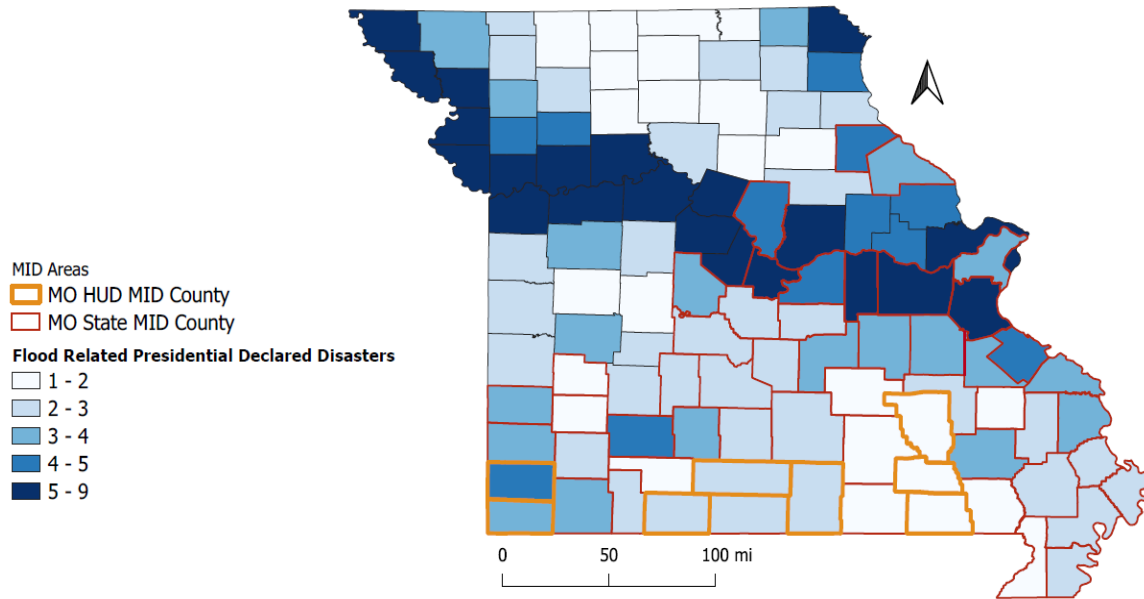 MID Areas
MO HUD MID County
MO State MID County
Flood Related Presidential Declared Disasters
1 - 2
2 - 3
3 - 4
4 - 5
5 - 9
0 50 100 mi